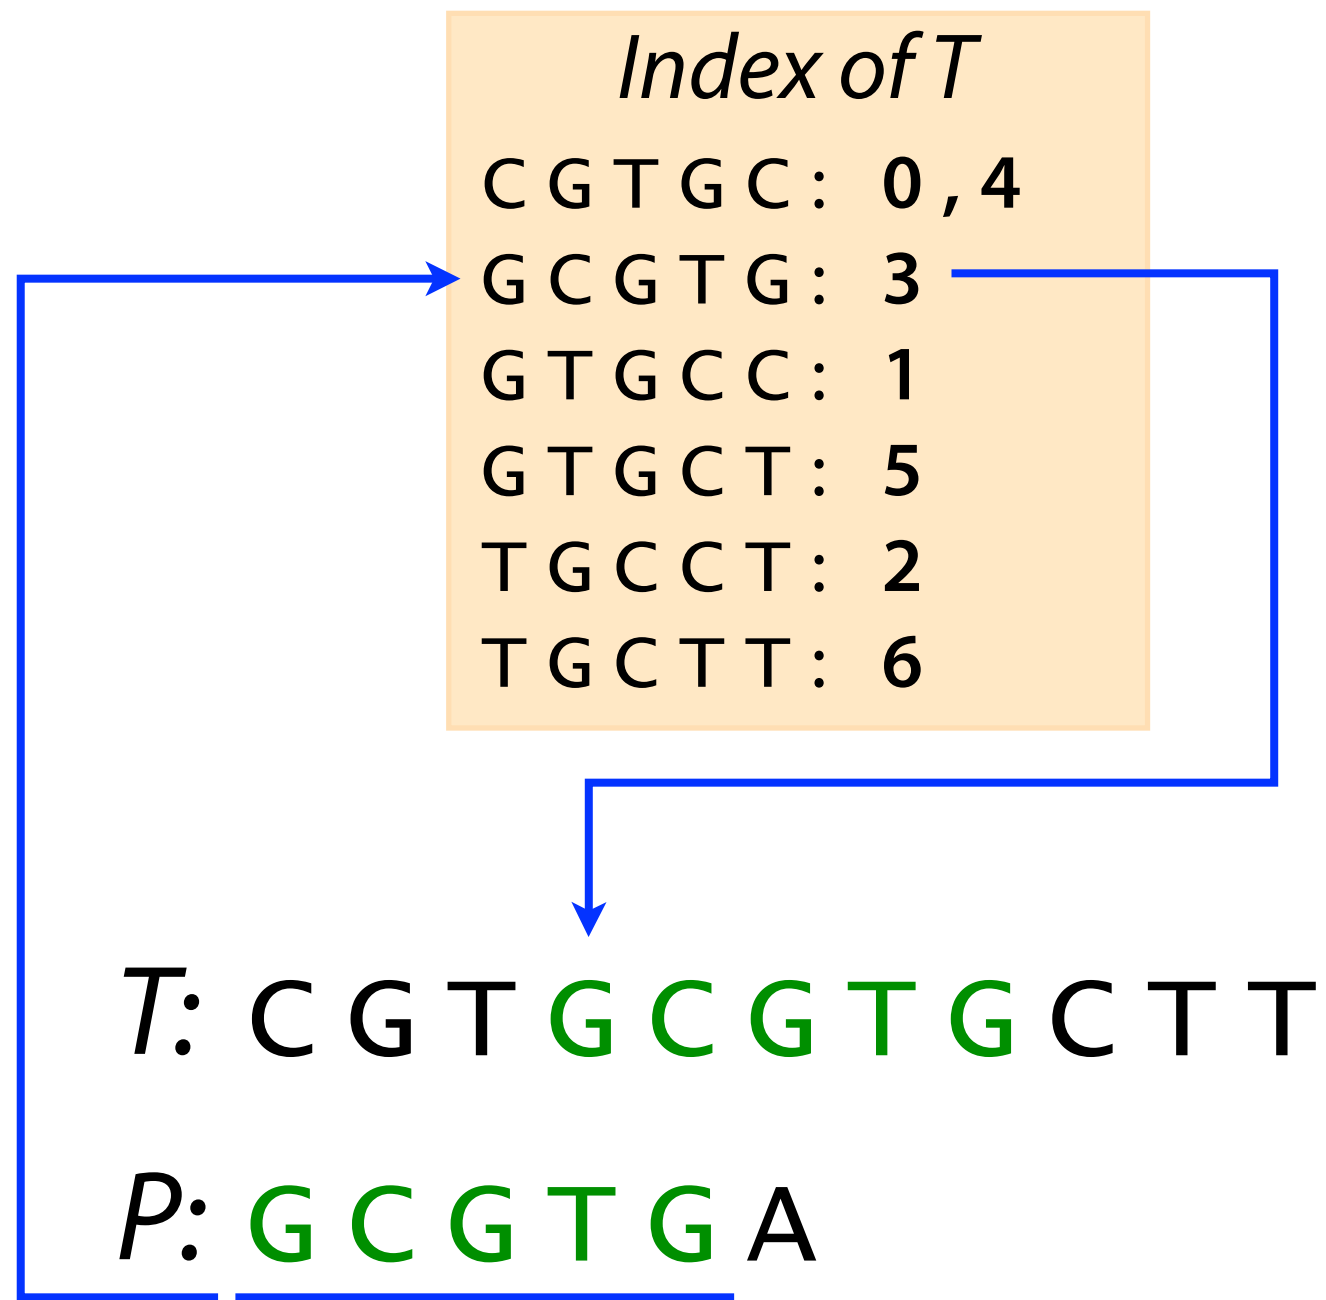 Index of T
C G T G C : 0 , 4
G C G T G : 3
G T G C C : 1
G T G C T : 5
T G C C T : 2
T G C T T : 6
T: C G T G C G T G C T T
P: G C G T G A